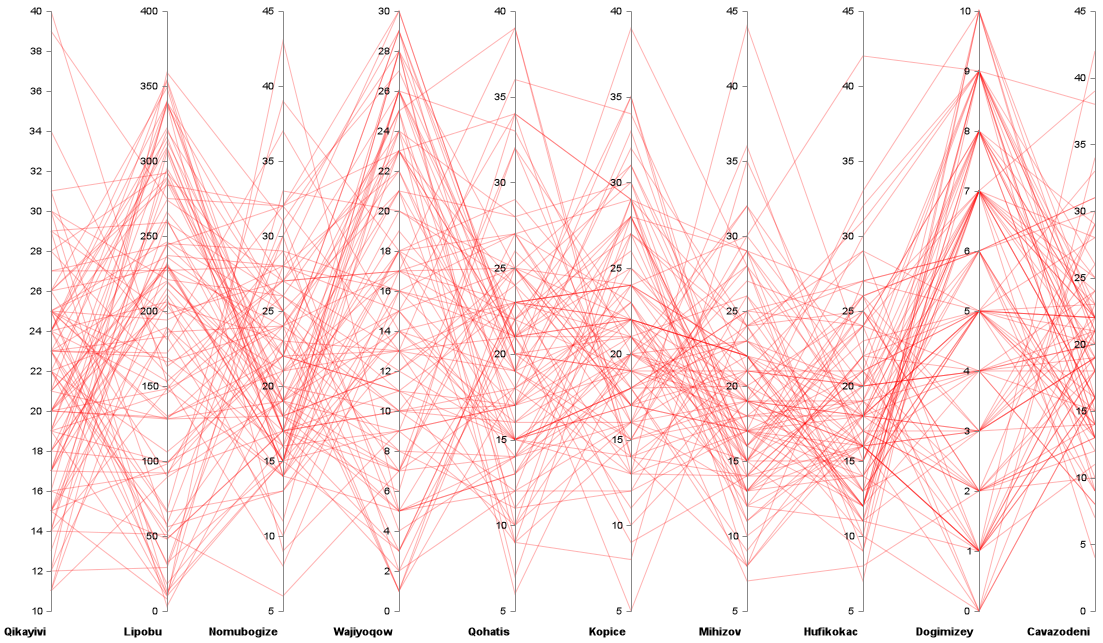 40 400 45 30 40 40 45 45 10 45
38 28
9
40
350 40 40 40
36 26
35 35
34 24 8
35
300 35 35 35
32 22
30 30
7
30 20 30
250 30 30 30
28 18 6
25 25
25
26 16
200 25 25 25 5
24 14
20
20 20
22 12 4
150 20 20 20
20 10 15
3
15 15
18 8
100 15 15 15
10
16 6 2
10 10
14 4
50 10 10 10
5
1
12 2
10 0 5 0 5 5 5 5 0 0
Qikayivi Lipobu Nomubogize Wajiyoqow Qohatis Kopice Mihizov Hufikokac Dogimizey Cavazodeni